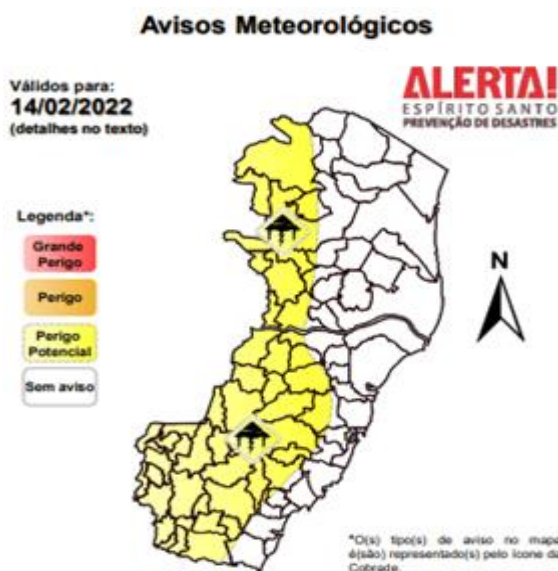 Avisos Meteorológicos
Válidos para:
14/02/2022
(detalhes no texto)
ALERTA!
ESPÍRITO SANTO
PREVENÇÃO DE DESASTRES
Legenda*:
Grande
Perigo
Perigo
Perigo
Potencial
Sem aviso
N
*O(s) tipo(s) de aviso no mapa
é(são) representado(s) pelo ícone da
Cobrade.